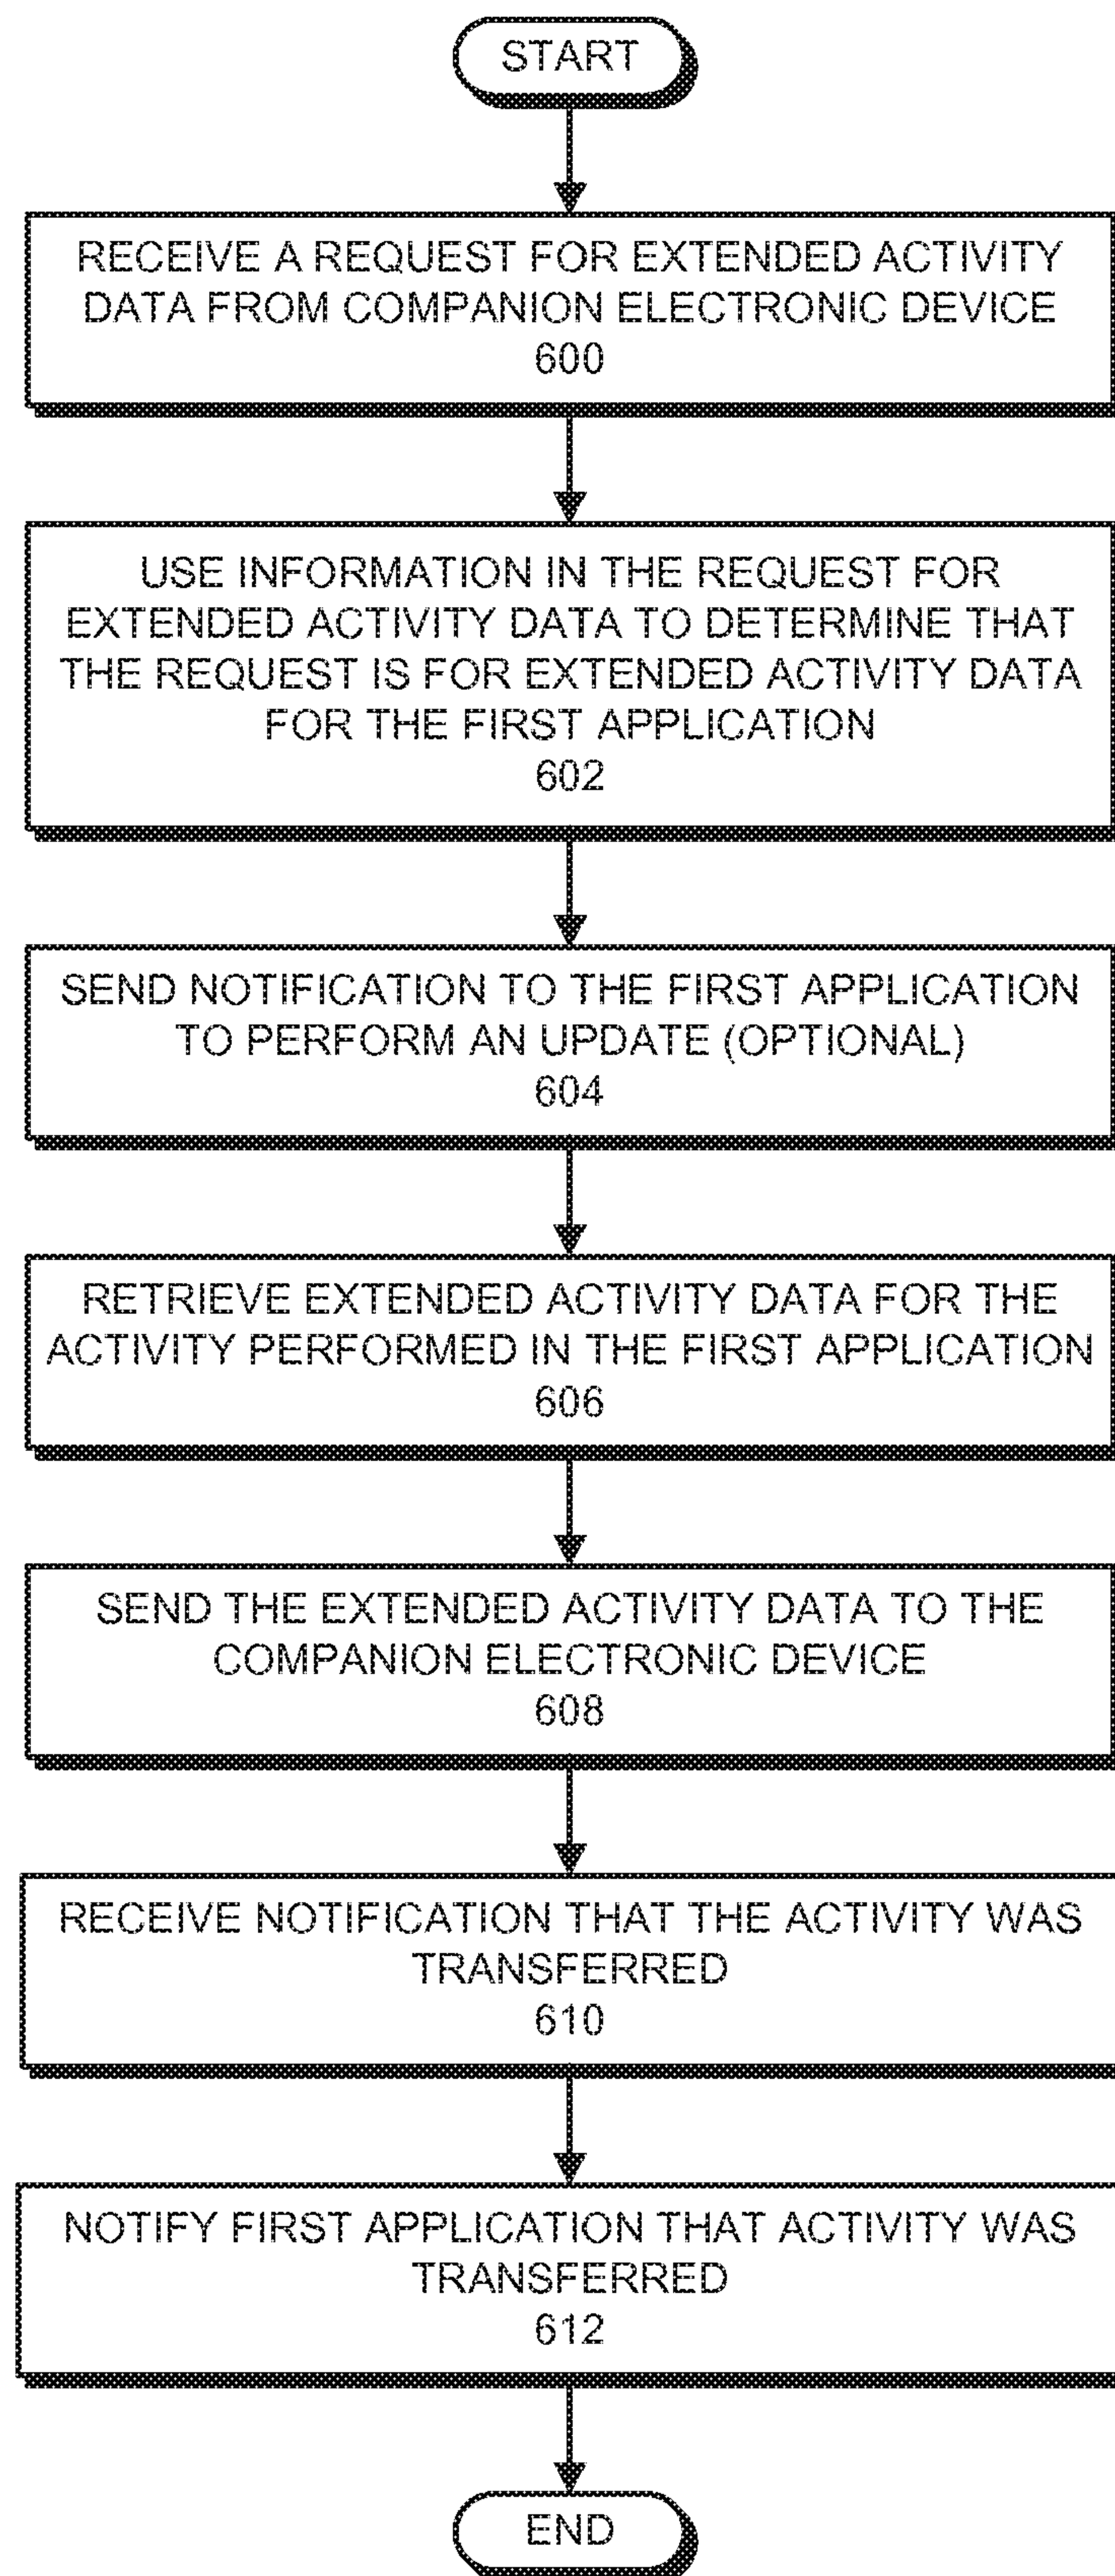 START
RECEIVE A REQUEST FOR EXTENDED ACTIVITY
DATA FROM COMPANION ELECTRONIC DEVICE
600
USE INFORMATION IN THE REQUEST FOR
EXTENDED ACTIVITY DATA TO DETERMINE THAT
THE REQUEST IS FOR EXTENDED ACTIVITY DATA
FOR THE FIRST APPLICATION
602
SEND NOTIFICATION TO THE FIRST APPLICATION
TO PERFORM AN UPDATE (OPTIONAL)
604
RETRIEVE EXTENDED ACTIVITY DATA FOR THE
ACTIVITY PERFORMED IN THE FIRST APPLICATION
606
SEND THE EXTENDED ACTIVITY DATA TO THE
COMPANION ELECTRONIC DEVICE
608
RECEIVE NOTIFICATION THAT THE ACTIVITY WAS
TRANSFERRED
610
NOTIFY FIRST APPLICATION THAT ACTIVITY WAS
TRANSFERRED
612
END